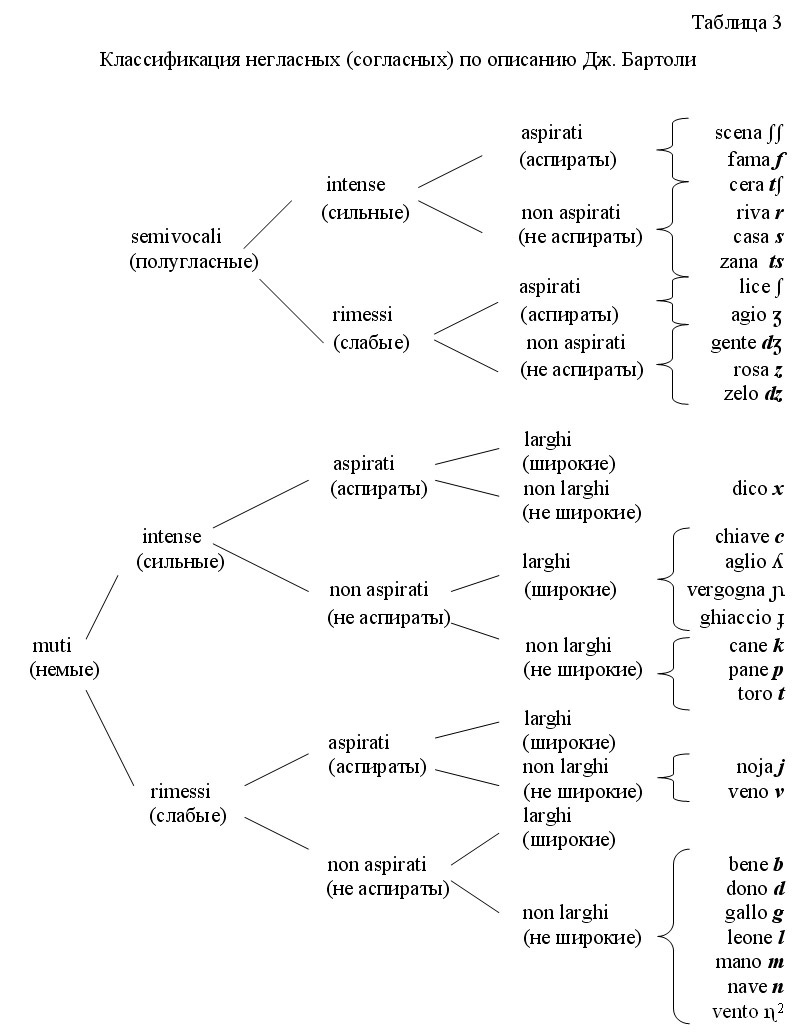 Таблица 3
Классификация негласных (согласных) по описанию Дж. Бартоли
semivocali
(полугласные)
intense
(сильные)
aspirati
(аспираты)
scena ʃʃ
fama f
non aspirati
(не аспираты)
cera tʃ
riva r
casa s
zana ts
rimessi
(слабые)
aspirati
(аспираты)
lice ʃ
agio ʒ
non aspirati
(не аспираты)
gente dʒ
rosa z
zelo dz
muti
(немые)
intense
(сильные)
aspirati
(аспираты)
larghi
(широкие)
non larghi
(не широкие)
dico x
non aspirati
(не аспираты)
larghi
(широкие)
chiave c
aglio ʎ
vergogna ɲ
ghiaccio ɟ
non larghi
(не широкие)
cane k
pane p
toro t
rimessi
(слабые)
aspirati
(аспираты)
larghi
(широкие)
non larghi
(не широкие)
noja j
veno v
non aspirati
(не аспираты)
larghi
(широкие)
non larghi
(не широкие)
bene b
dono d
gallo g
leone l
mano m
nave n
vento ɳ²